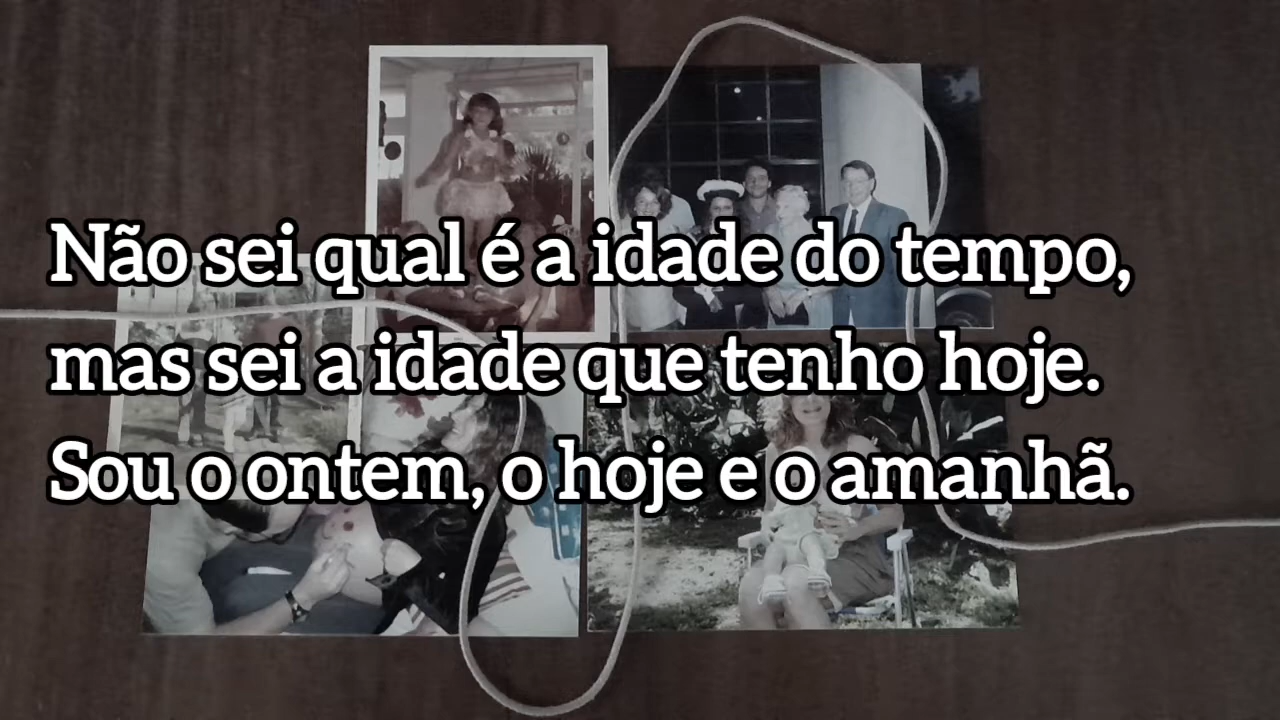 Não sei qual é a idade do tempo,
mas sei a idade que tenho hoje.
Sou o ontem, o hoje e o amanhã.